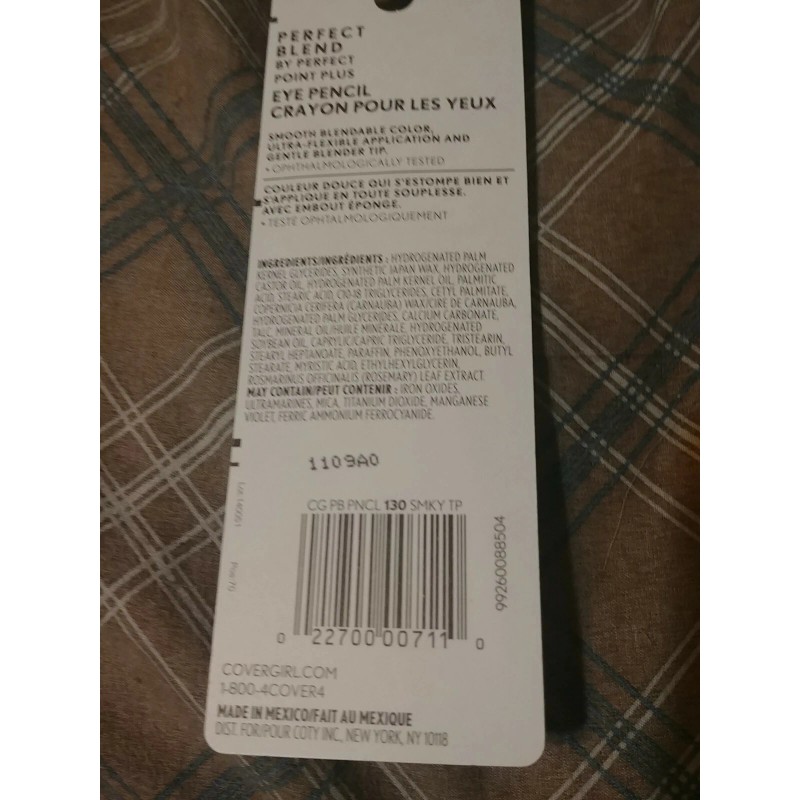 PERFECT
BLEND
BY PERFECT
POINT PLUS
EYE PENCIL
CRAYON POUR LES YEUX
SMOOTH BLENDABLE COLOR,
ULTRA-FLEXIBLE APPLICATION AND
GENTLE BLENDER TIP.
• OPHTHALMOLOGICALLY TESTED
COULEUR DOUCE QUI S'ESTOMPE BIEN ET
S'APPLIQUE EN TOUTE SOUPLESSE.
AVEC EMBOUT ÉPONGE.
• TESTÉ OPHTALMOLOGIQUEMENT
INGREDIENTS/INGRÉDIENTS : HYDROGENATED PALM
KERNEL GLYCERIDES, SYNTHETIC JAPAN WAX, HYDROGENATED
CASTOR OIL, HYDROGENATED PALM KERNEL OIL, PALMITIC
ACID, STEARIC ACID, C10-18 TRIGLYCERIDES, CETYL PALMITATE,
COPERNICIA CERIFERA (CARNAUBA) WAX/CIRE DE CARNAUBA,
HYDROGENATED PALM GLYCERIDES, CALCIUM CARBONATE,
TALC, MINERAL OIL/HUILE MINÉRALE, HYDROGENATED
SOYBEAN OIL, CAPRYLIC/CAPRIC TRIGLYCERIDE, TRISTEARIN,
STEARYL HEPTANOATE, PARAFFIN, PHENOXYETHANOL, BUTYL
STEARATE, MYRISTIC ACID, ETHYLHEXYLGLYCERIN,
ROSMARINUS OFFICINALIS (ROSEMARY) LEAF EXTRACT.
MAY CONTAIN/PEUT CONTENIR : IRON OXIDES,
ULTRAMARINES, MICA, TITANIUM DIOXIDE, MANGANESE
VIOLET, FERRIC AMMONIUM FERROCYANIDE.
1109A0
CG PB PNCL 130 SMKY TP
99260088504
0 22700 00711 0
COVERGIRL.COM
1-800-4COVER4
MADE IN MEXICO/FAIT AU MEXIQUE
DIST. FOR/POUR COTY INC., NEW YORK, NY 10118